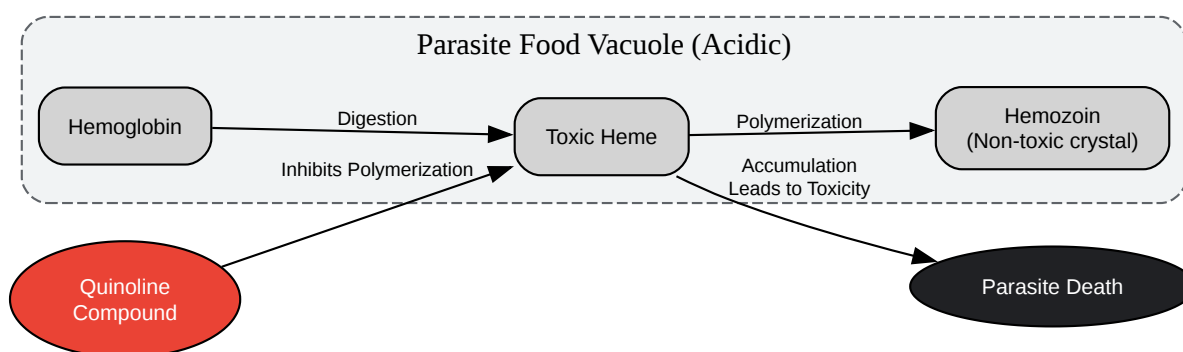 Parasite Food Vacuole (Acidic)
Hemoglobin
Digestion
Toxic Heme
Polymerization
Hemozoin
(Non-toxic crystal)
Inhibits Polymerization
Accumulation
Leads to Toxicity
Quinoline
Compound
Parasite Death